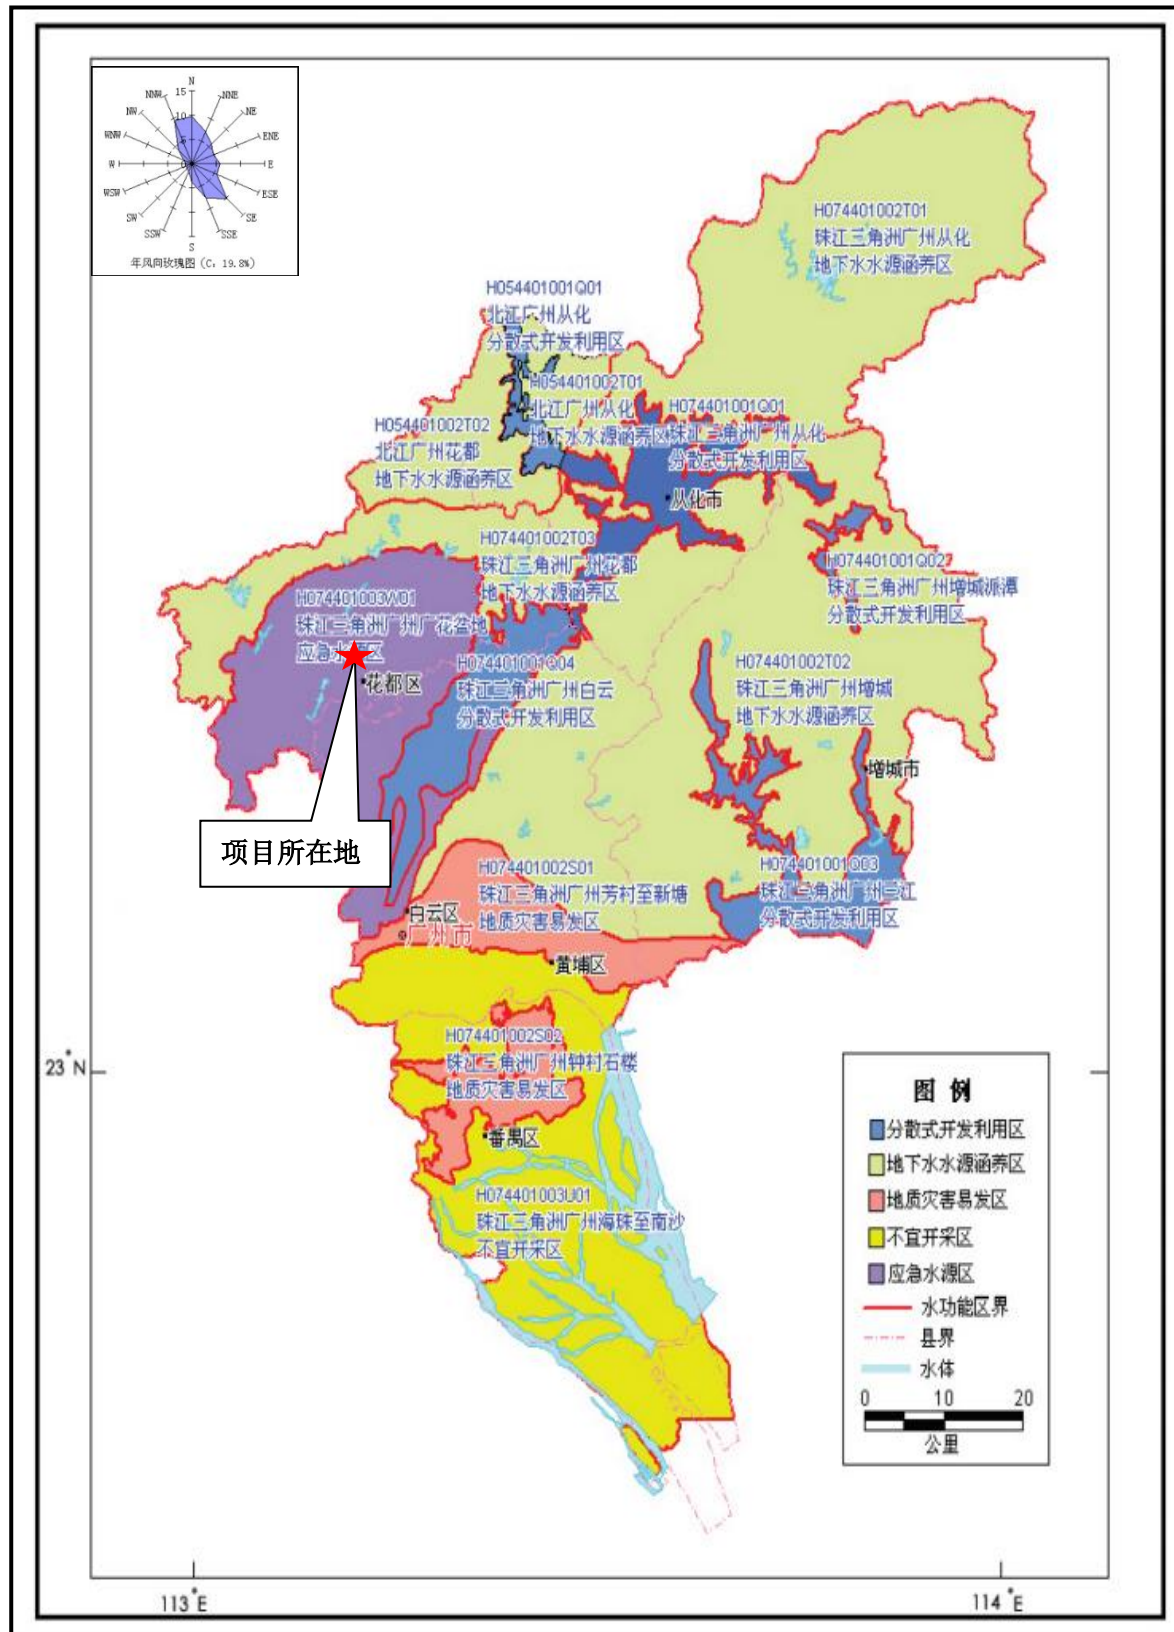 N
NNE
NE
ENE
E
ESE
SE
SSE
S
SSW
SW
WSW
W
WNW
NW
NNW
15
10
5
0
年风向玫瑰图（C：19.8%）
H074401002T01
珠江三角洲广州从化
地下水水源涵养区
H054401001Q01
北江广州从化
分散式开发利用区
H054401002T01
北江广州从化
地下水水源涵养区
H074401001Q01
珠江三角洲广州从化
分散式开发利用区
H054401002T02
北江广州花都
地下水水源涵养区
从化市
H074401002T03
珠江三角洲广州花都
地下水水源涵养区
H074401001Q02
珠江三角洲广州增城派潭
分散式开发利用区
H074401003W01
珠江三角洲广州广花盆地
应急水源区
花都区
H074401001Q04
珠江三角洲广州白云
分散式开发利用区
H074401002T02
珠江三角洲广州增城
地下水水源涵养区
增城市
项目所在地
H074401002S01
珠江三角洲广州芳村至新塘
地质灾害易发区
H074401001Q03
珠江三角洲广州三江
分散式开发利用区
白云区
广州市
黄埔区
H074401002S02
珠江三角洲广州钟村石楼
地质灾害易发区
番禺区
H074401003U01
珠江三角洲广州海珠至南沙
不宜开采区
23°N
图 例
分散式开发利用区
地下水水源涵养区
地质灾害易发区
不宜开采区
应急水源区
水功能区界
县界
水体
0 10 20
公里
113°E
114°E